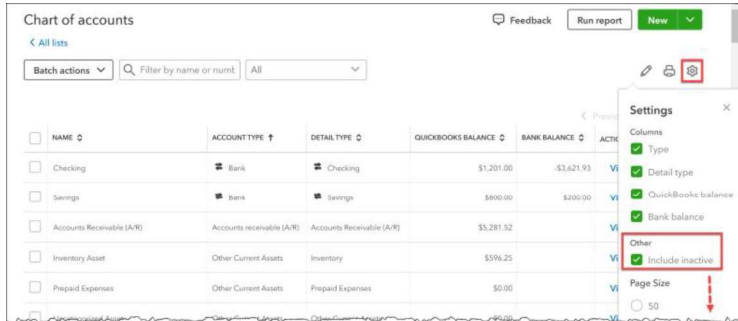 Chart of accounts
Feedback
Run report
New
< All lists
Batch actions
Filter by name or numb
All
Settings
Columns
Type
Detail type
QuickBooks balance
Bank balance
Other
Include inactive
Page Size
50
NAME ACCOUNT TYPE DETAIL TYPE QUICKBOOKS BALANCE BANK BALANCE
Checking Bank Checking $1,201.00 -$3,621.93
Savings Bank Savings $800.00 $200.00
Accounts Receivable (A/R) Accounts receivable (A/R) Accounts Receivable (A/R) $5,281.52
Inventory Asset Other Current Assets Inventory $596.25
Prepaid Expenses Other Current Assets Prepaid Expenses $0.00